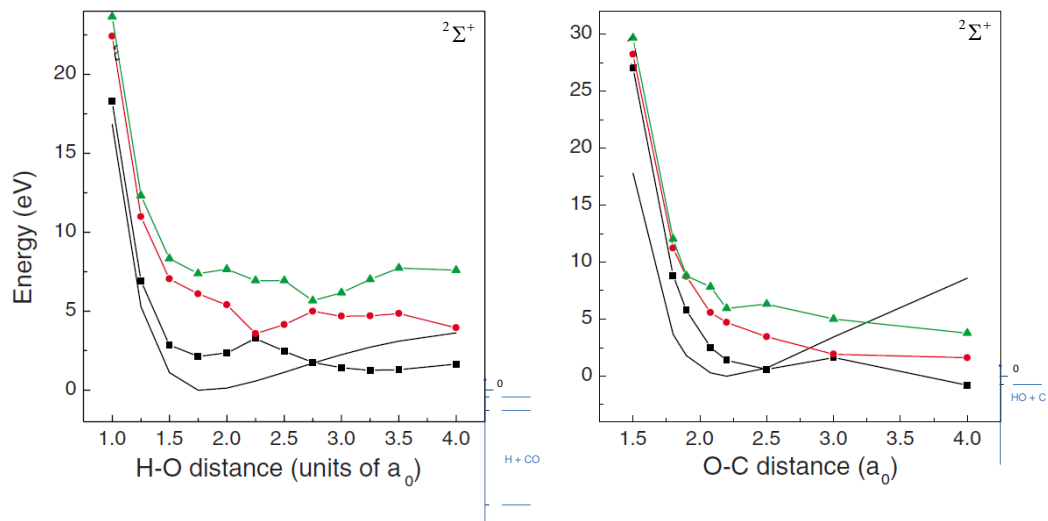 ²Σ⁺
Energy (eV)
20
15
10
5
0
1.0 1.5 2.0 2.5 3.0 3.5 4.0
H-O distance (units of a₀)
0
H + CO
²Σ⁺
30
25
20
15
10
5
0
1.5 2.0 2.5 3.0 3.5 4.0
O-C distance (a₀)
0
HO + C